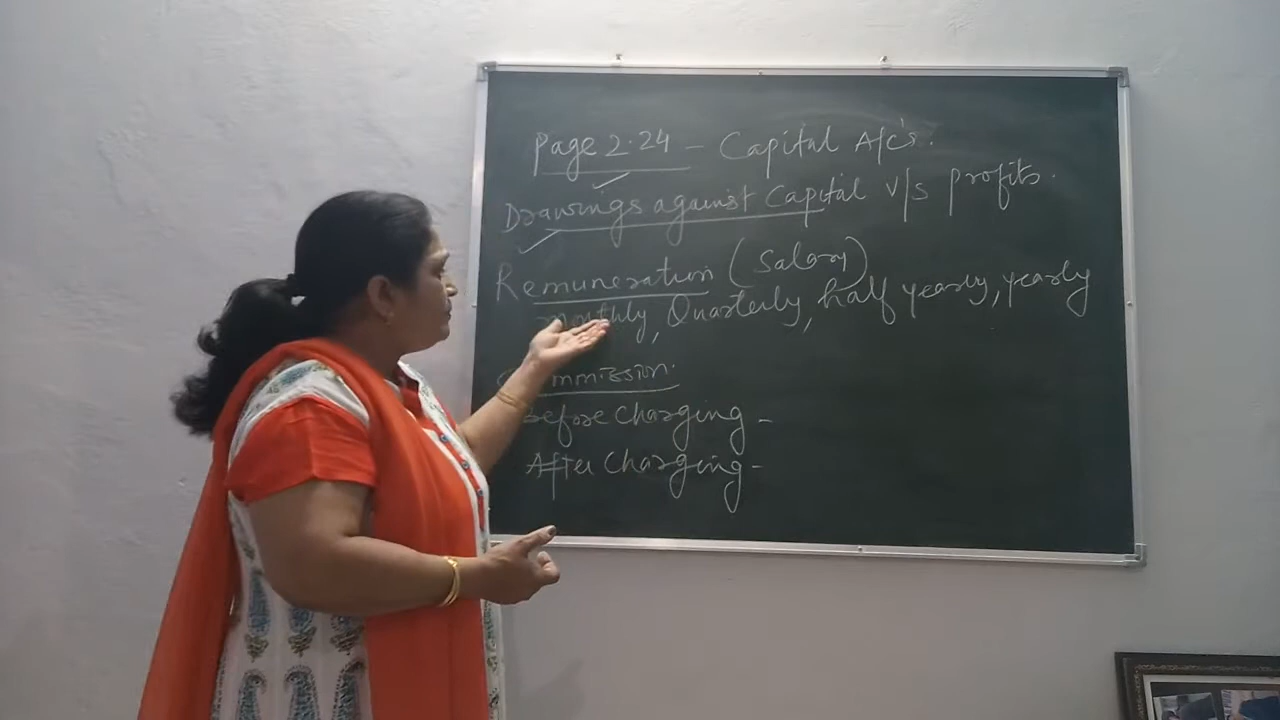 Page 2.24 - Capital A/c's.
Drawings against Capital v/s profits.
Remuneration (Salary)
monthly, Quarterly, half yearly, yearly
Commission.
Before Charging -
After Charging -